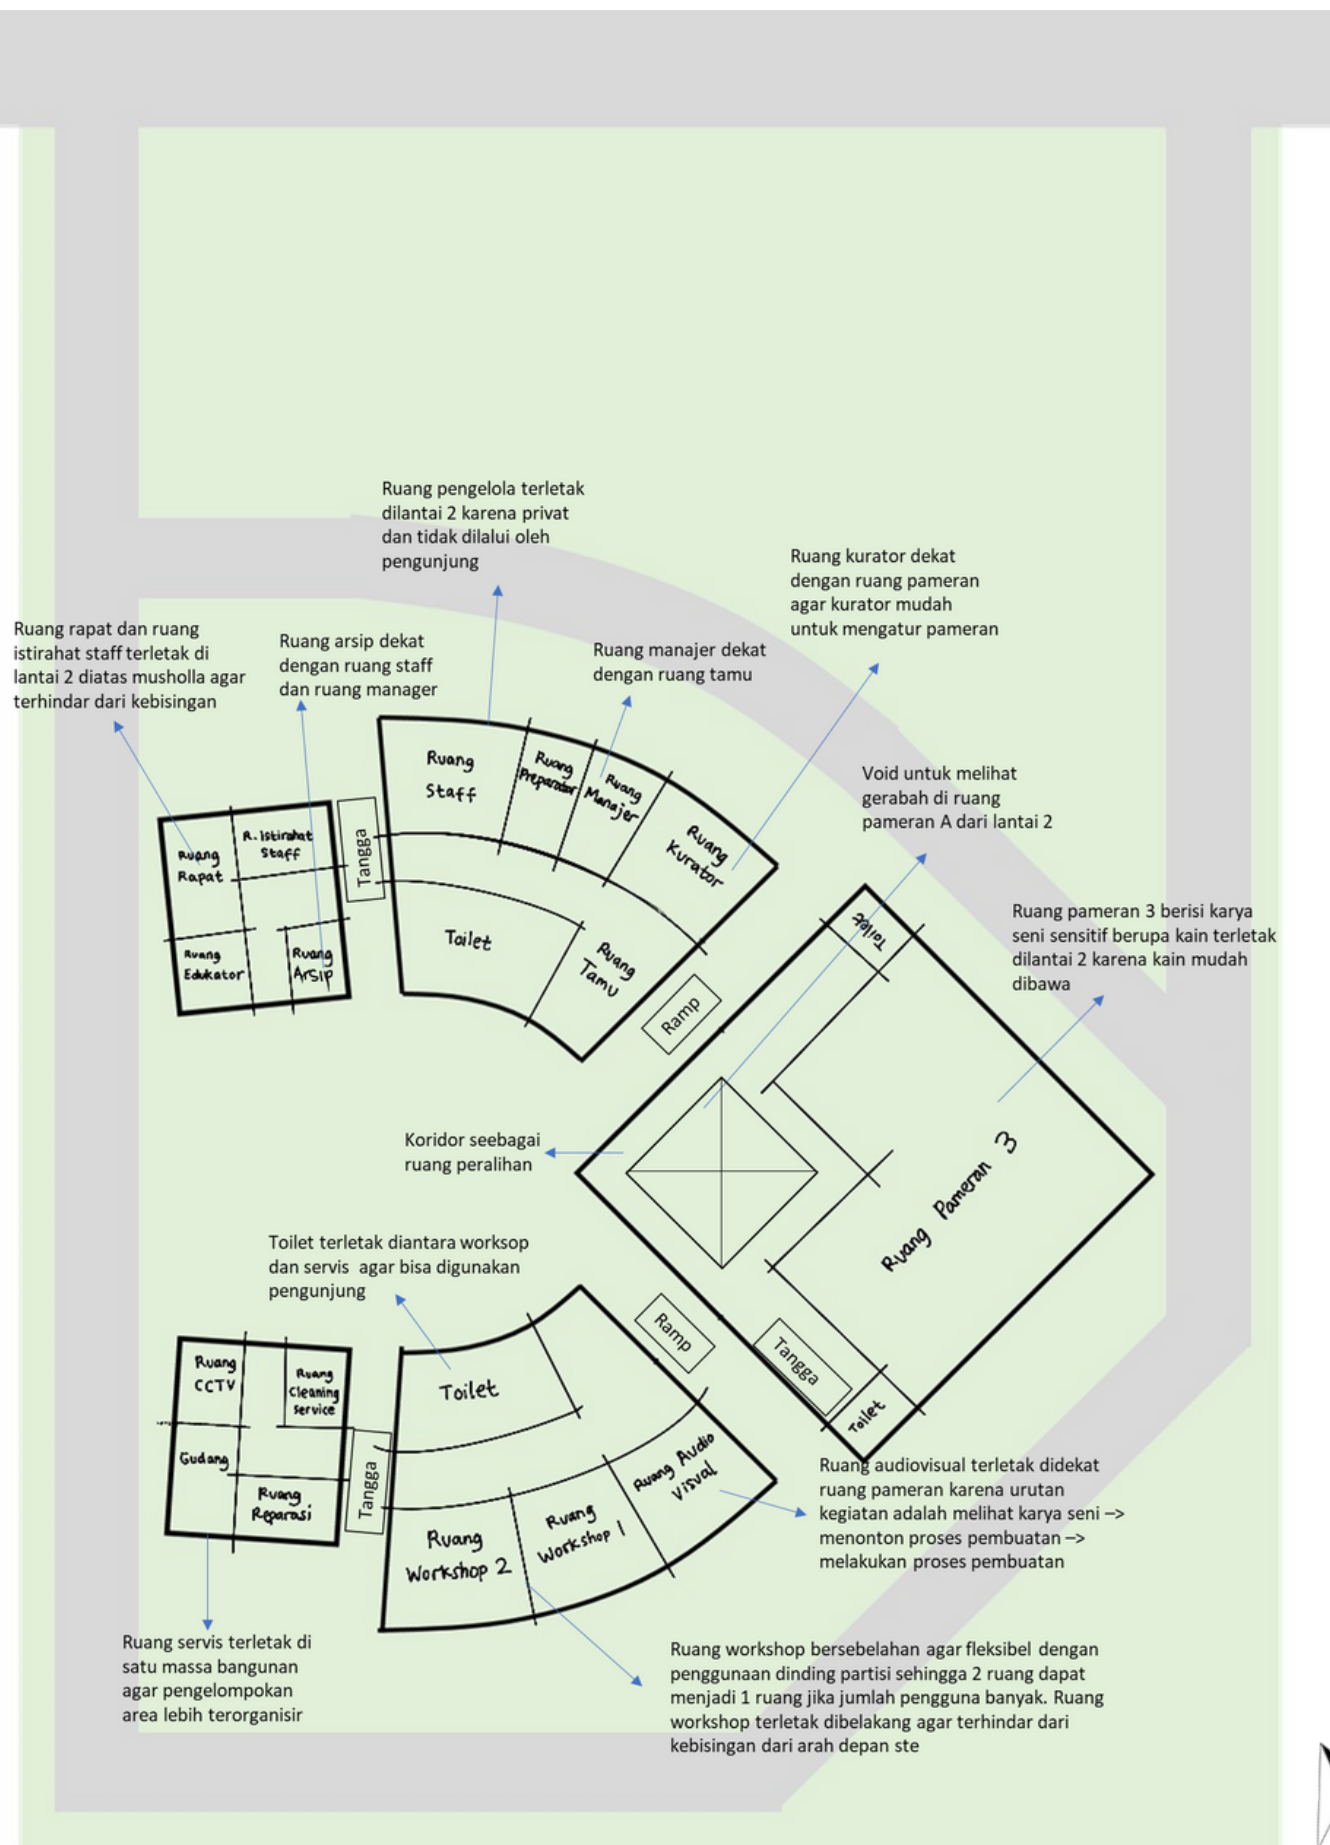 Ruang pengelola terletak
dilantai 2 karena privat
dan tidak dilalui oleh
pengunjung
Ruang kurator dekat
dengan ruang pameran
agar kurator mudah
untuk mengatur pameran
Ruang rapat dan ruang
istirahat staff terletak di
lantai 2 diatas musholla agar
terhindar dari kebisingan
Ruang arsip dekat
dengan ruang staff
dan ruang manager
Ruang manajer dekat
dengan ruang tamu
Void untuk melihat
gerabah di ruang
pameran A dari lantai 2
Ruang
Staff
Ruang
Preparator
Ruang
Manajer
Ruang
Kurator
Ruang
Rapat
R. Istirahat
Staff
Tangga
Ruang
Edukator
Ruang
Arsip
Toilet
Ruang
Tamu
Ramp
Toilet
Ruang pameran 3 berisi karya
seni sensitif berupa kain terletak
dilantai 2 karena kain mudah
dibawa
Koridor seebagai
ruang peralihan
Ruang Pameran 3
Toilet terletak diantara worksop
dan servis agar bisa digunakan
pengunjung
Ramp
Tangga
Toilet
Ruang
CCTV
Ruang
Cleaning
Service
Gudang
Ruang
Reparasi
Tangga
Toilet
Ruang
Workshop 2
Ruang
Workshop 1
Ruang Audio
Visual
Ruang audiovisual terletak didekat
ruang pameran karena urutan
kegiatan adalah melihat karya seni –>
menonton proses pembuatan –>
melakukan proses pembuatan
Ruang servis terletak di
satu massa bangunan
agar pengelompokan
area lebih terorganisir
Ruang workshop bersebelahan agar fleksibel dengan
penggunaan dinding partisi sehingga 2 ruang dapat
menjadi 1 ruang jika jumlah pengguna banyak. Ruang
workshop terletak dibelakang agar terhindar dari
kebisingan dari arah depan ste